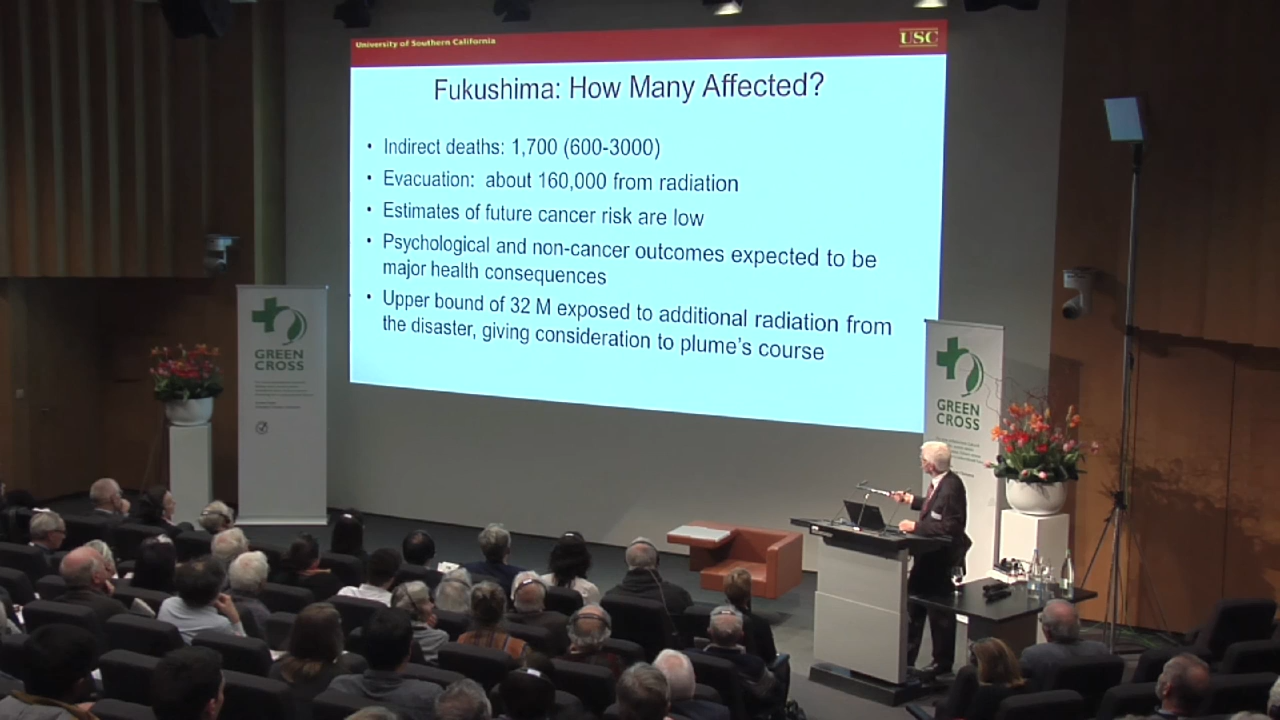 University of Southern California
USC
Fukushima: How Many Affected?
• Indirect deaths: 1,700 (600-3000)
• Evacuation: about 160,000 from radiation
• Estimates of future cancer risk are low
• Psychological and non-cancer outcomes expected to be
major health consequences
• Upper bound of 32 M exposed to additional radiation from
the disaster, giving consideration to plume's course
GREEN
CROSS
GREEN
CROSS